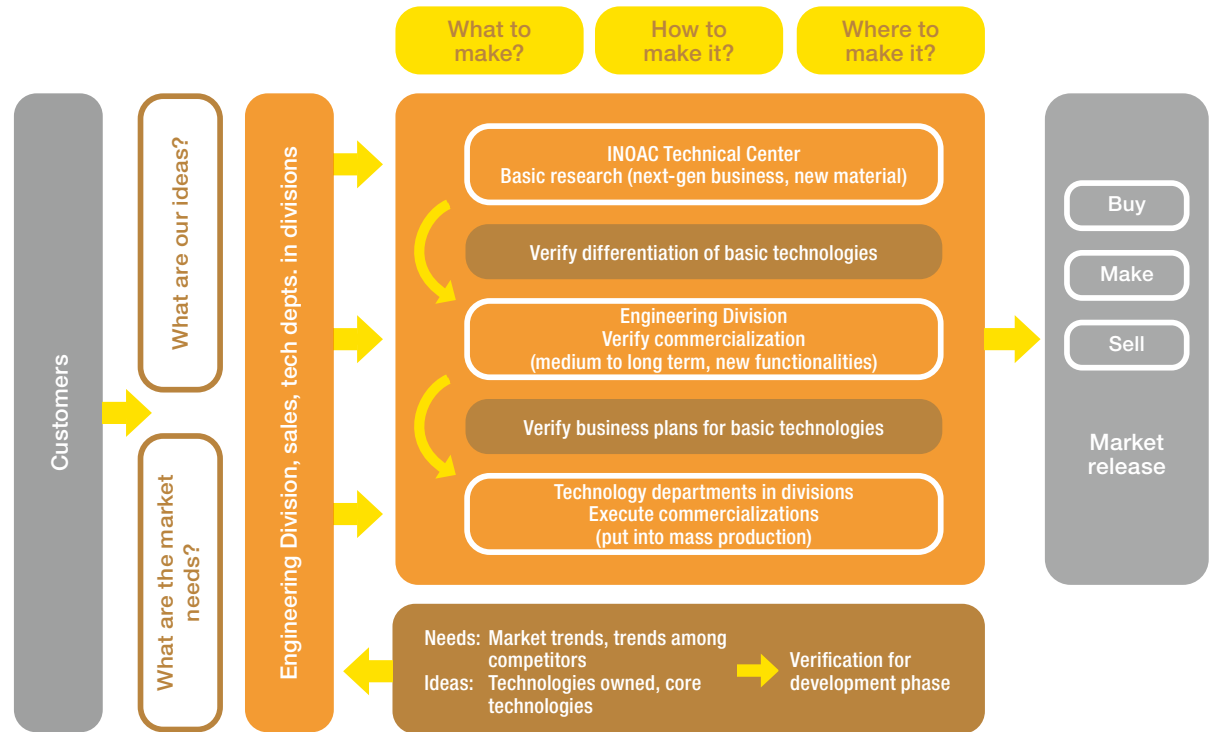 What to
make?
How to
make it?
Where to
make it?
Customers
What are our ideas?
What are the market
needs?
Engineering Division, sales, tech depts. in divisions
INOAC Technical Center
Basic research (next-gen business, new material)
Verify differentiation of basic technologies
Engineering Division
Verify commercialization
(medium to long term, new functionalities)
Verify business plans for basic technologies
Technology departments in divisions
Execute commercializations
(put into mass production)
Buy
Make
Sell
Market
release
Needs: Market trends, trends among
competitors
Ideas: Technologies owned, core
technologies
Verification for
development phase